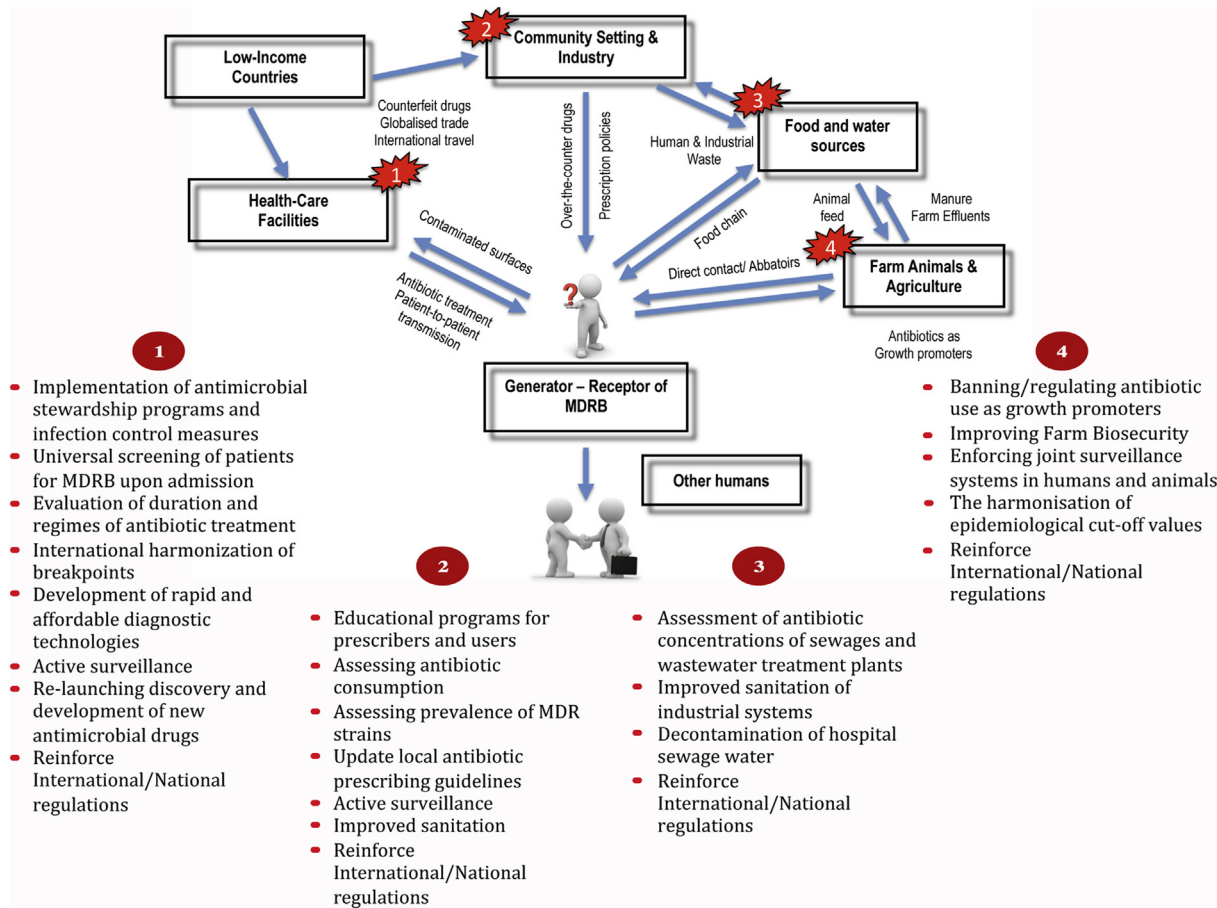 2
Community Setting &
Industry
Low-Income
Countries
3
Food and water
sources
Counterfeit drugs
Globalised trade
International travel
Over-the-counter drugs
Prescription policies
Human & Industrial
Waste
1
Health-Care
Facilities
Contaminated surfaces
Antibiotic treatment
Patient-to-patient
transmission
Food chain
Animal
feed
Manure
Farm Effluents
4
Farm Animals &
Agriculture
Direct contact/ Abbatoirs
Antibiotics as
Growth promoters
?
Generator – Receptor of
MDRB
Other humans
1
Implementation of antimicrobial
stewardship programs and
infection control measures
Universal screening of patients
for MDRB upon admission
Evaluation of duration and
regimes of antibiotic treatment
International harmonization of
breakpoints
Development of rapid and
affordable diagnostic
technologies
Active surveillance
Re-launching discovery and
development of new
antimicrobial drugs
Reinforce
International/National
regulations
2
Educational programs for
prescribers and users
Assessing antibiotic
consumption
Assessing prevalence of MDR
strains
Update local antibiotic
prescribing guidelines
Active surveillance
Improved sanitation
Reinforce
International/National
regulations
3
Assessment of antibiotic
concentrations of sewages and
wastewater treatment plants
Improved sanitation of
industrial systems
Decontamination of hospital
sewage water
Reinforce
International/National
regulations
4
Banning/regulating antibiotic
use as growth promoters
Improving Farm Biosecurity
Enforcing joint surveillance
systems in humans and animals
The harmonisation of
epidemiological cut-off values
Reinforce
International/National
regulations